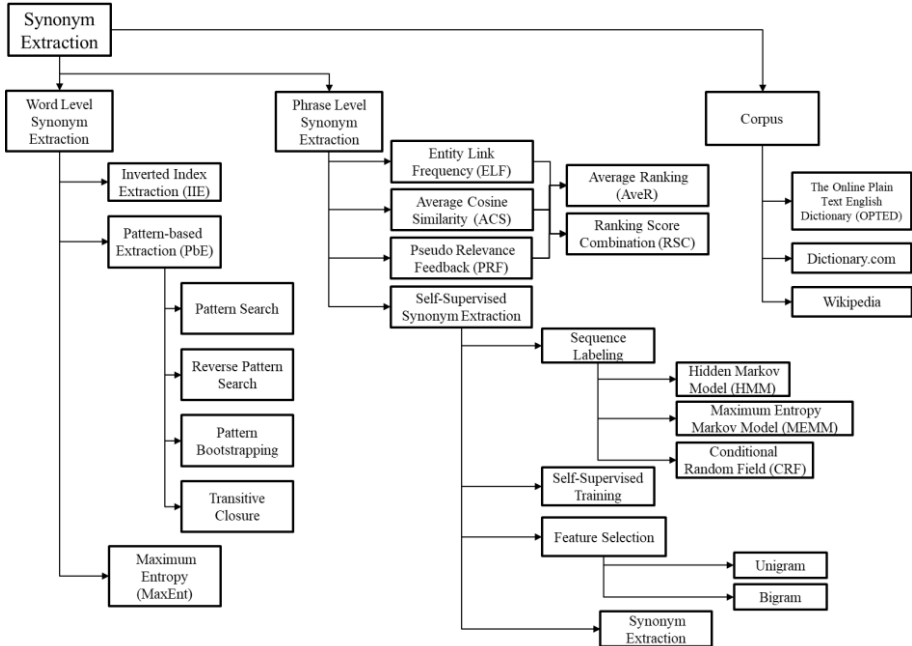 Synonym
Extraction
Word Level
Synonym
Extraction
Phrase Level
Synonym
Extraction
Corpus
Inverted Index
Extraction (IIE)
Pattern-based
Extraction (PbE)
Pattern Search
Reverse Pattern
Search
Pattern
Bootstrapping
Transitive
Closure
Maximum
Entropy
(MaxEnt)
Entity Link
Frequency (ELF)
Average Cosine
Similarity (ACS)
Pseudo Relevance
Feedback (PRF)
Self-Supervised
Synonym Extraction
Average Ranking
(AveR)
Ranking Score
Combination (RSC)
Sequence
Labeling
Hidden Markov
Model (HMM)
Maximum Entropy
Markov Model (MEMM)
Conditional
Random Field (CRF)
Self-Supervised
Training
Feature Selection
Unigram
Bigram
Synonym
Extraction
The Online Plain
Text English
Dictionary (OPTED)
Dictionary.com
Wikipedia